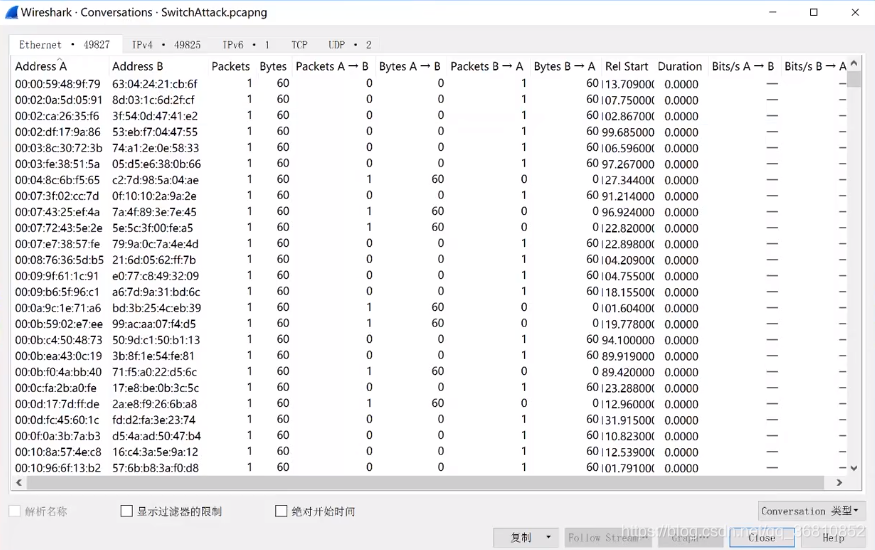 Wireshark · Conversations · SwitchAttack.pcapng
Ethernet · 49827 IPv4 · 49825 IPv6 · 1 TCP UDP · 2
Address A Address B Packets Bytes Packets A → B Bytes A → B Packets B → A Bytes B → A Rel Start Duration Bits/s A → B Bits/s B → A
00:00:59:48:9f:79 63:04:24:21:cb:6f 1 60 0 0 1 60 13.709000 0.0000 — —
00:02:0a:5d:05:91 8d:03:1c:6d:2f:cf 1 60 0 0 1 60 07.750000 0.0000 — —
00:02:ca:26:35:f6 3f:54:0d:47:41:e2 1 60 0 0 1 60 02.867000 0.0000 — —
00:02:df:17:9a:86 53:eb:f7:04:47:55 1 60 0 0 1 60 99.685000 0.0000 — —
00:03:8c:30:72:3b 74:a1:2e:0e:58:33 1 60 0 0 1 60 06.596000 0.0000 — —
00:03:fe:38:51:5a 05:d5:e6:38:0b:66 1 60 0 0 1 60 97.267000 0.0000 — —
00:04:8c:6b:f5:65 c2:7d:98:5a:04:ae 1 60 1 60 0 0 27.344000 0.0000 — —
00:07:3f:02:cc:7d 0f:10:10:2a:9a:2e 1 60 0 0 1 60 91.214000 0.0000 — —
00:07:43:25:ef:4a 7a:4f:89:3e:7e:45 1 60 1 60 0 0 96.924000 0.0000 — —
00:07:72:43:5e:2e 5e:5c:3f:00:fe:a5 1 60 1 60 0 0 22.820000 0.0000 — —
00:07:e7:38:57:fe 79:9a:0c:7a:4e:4d 1 60 0 0 1 60 22.898000 0.0000 — —
00:08:76:36:5d:b5 21:6d:05:62:ff:7b 1 60 0 0 1 60 04.209000 0.0000 — —
00:09:9f:61:1c:91 e0:77:c8:49:32:09 1 60 0 0 1 60 04.755000 0.0000 — —
00:09:b6:5f:96:c1 a6:7d:9a:31:bd:6c 1 60 0 0 1 60 18.155000 0.0000 — —
00:0a:9c:1e:71:a6 bd:3b:25:4c:eb:39 1 60 1 60 0 0 01.604000 0.0000 — —
00:0b:59:02:e7:ee 99:ac:aa:07:f4:d5 1 60 1 60 0 0 19.778000 0.0000 — —
00:0b:c4:50:48:73 50:9d:c1:50:b1:13 1 60 0 0 1 60 94.100000 0.0000 — —
00:0b:ea:43:0c:19 3b:8f:1e:54:fe:81 1 60 0 0 1 60 89.919000 0.0000 — —
00:0b:f0:4a:bb:40 71:f5:a0:22:d5:6c 1 60 1 60 0 0 89.420000 0.0000 — —
00:0c:fa:2b:a0:fe 17:e8:be:0b:3c:5c 1 60 0 0 1 60 23.288000 0.0000 — —
00:0d:17:7d:ff:de 2a:e8:f9:26:6b:a8 1 60 1 60 0 0 12.960000 0.0000 — —
00:0d:fc:45:60:1c fd:d2:fa:3e:23:74 1 60 0 0 1 60 31.915000 0.0000 — —
00:0f:0a:3b:7a:b3 d5:4a:ad:50:47:b4 1 60 0 0 1 60 10.823000 0.0000 — —
00:10:8a:57:4e:c8 16:c4:3a:5e:9a:12 1 60 0 0 1 60 12.539000 0.0000 — —
00:10:96:6f:13:b2 57:6b:b8:3a:f0:d8 1 60 0 0 1 60 01.791000 0.0000 — —
解析名称 显示过滤器的限制 绝对开始时间 Conversation 类型
复制 Follow Stream… Graph… Close Help
https://blog.csdn.net/qq_36810852